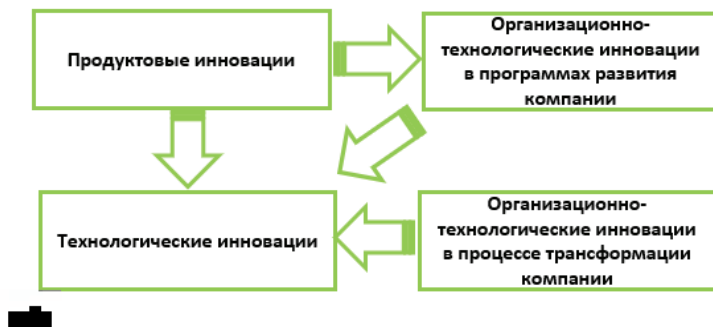 Продуктовые инновации
Организационно-
технологические инновации
в программах развития
компании
Технологические инновации
Организационно-
технологические инновации
в процессе трансформации
компании